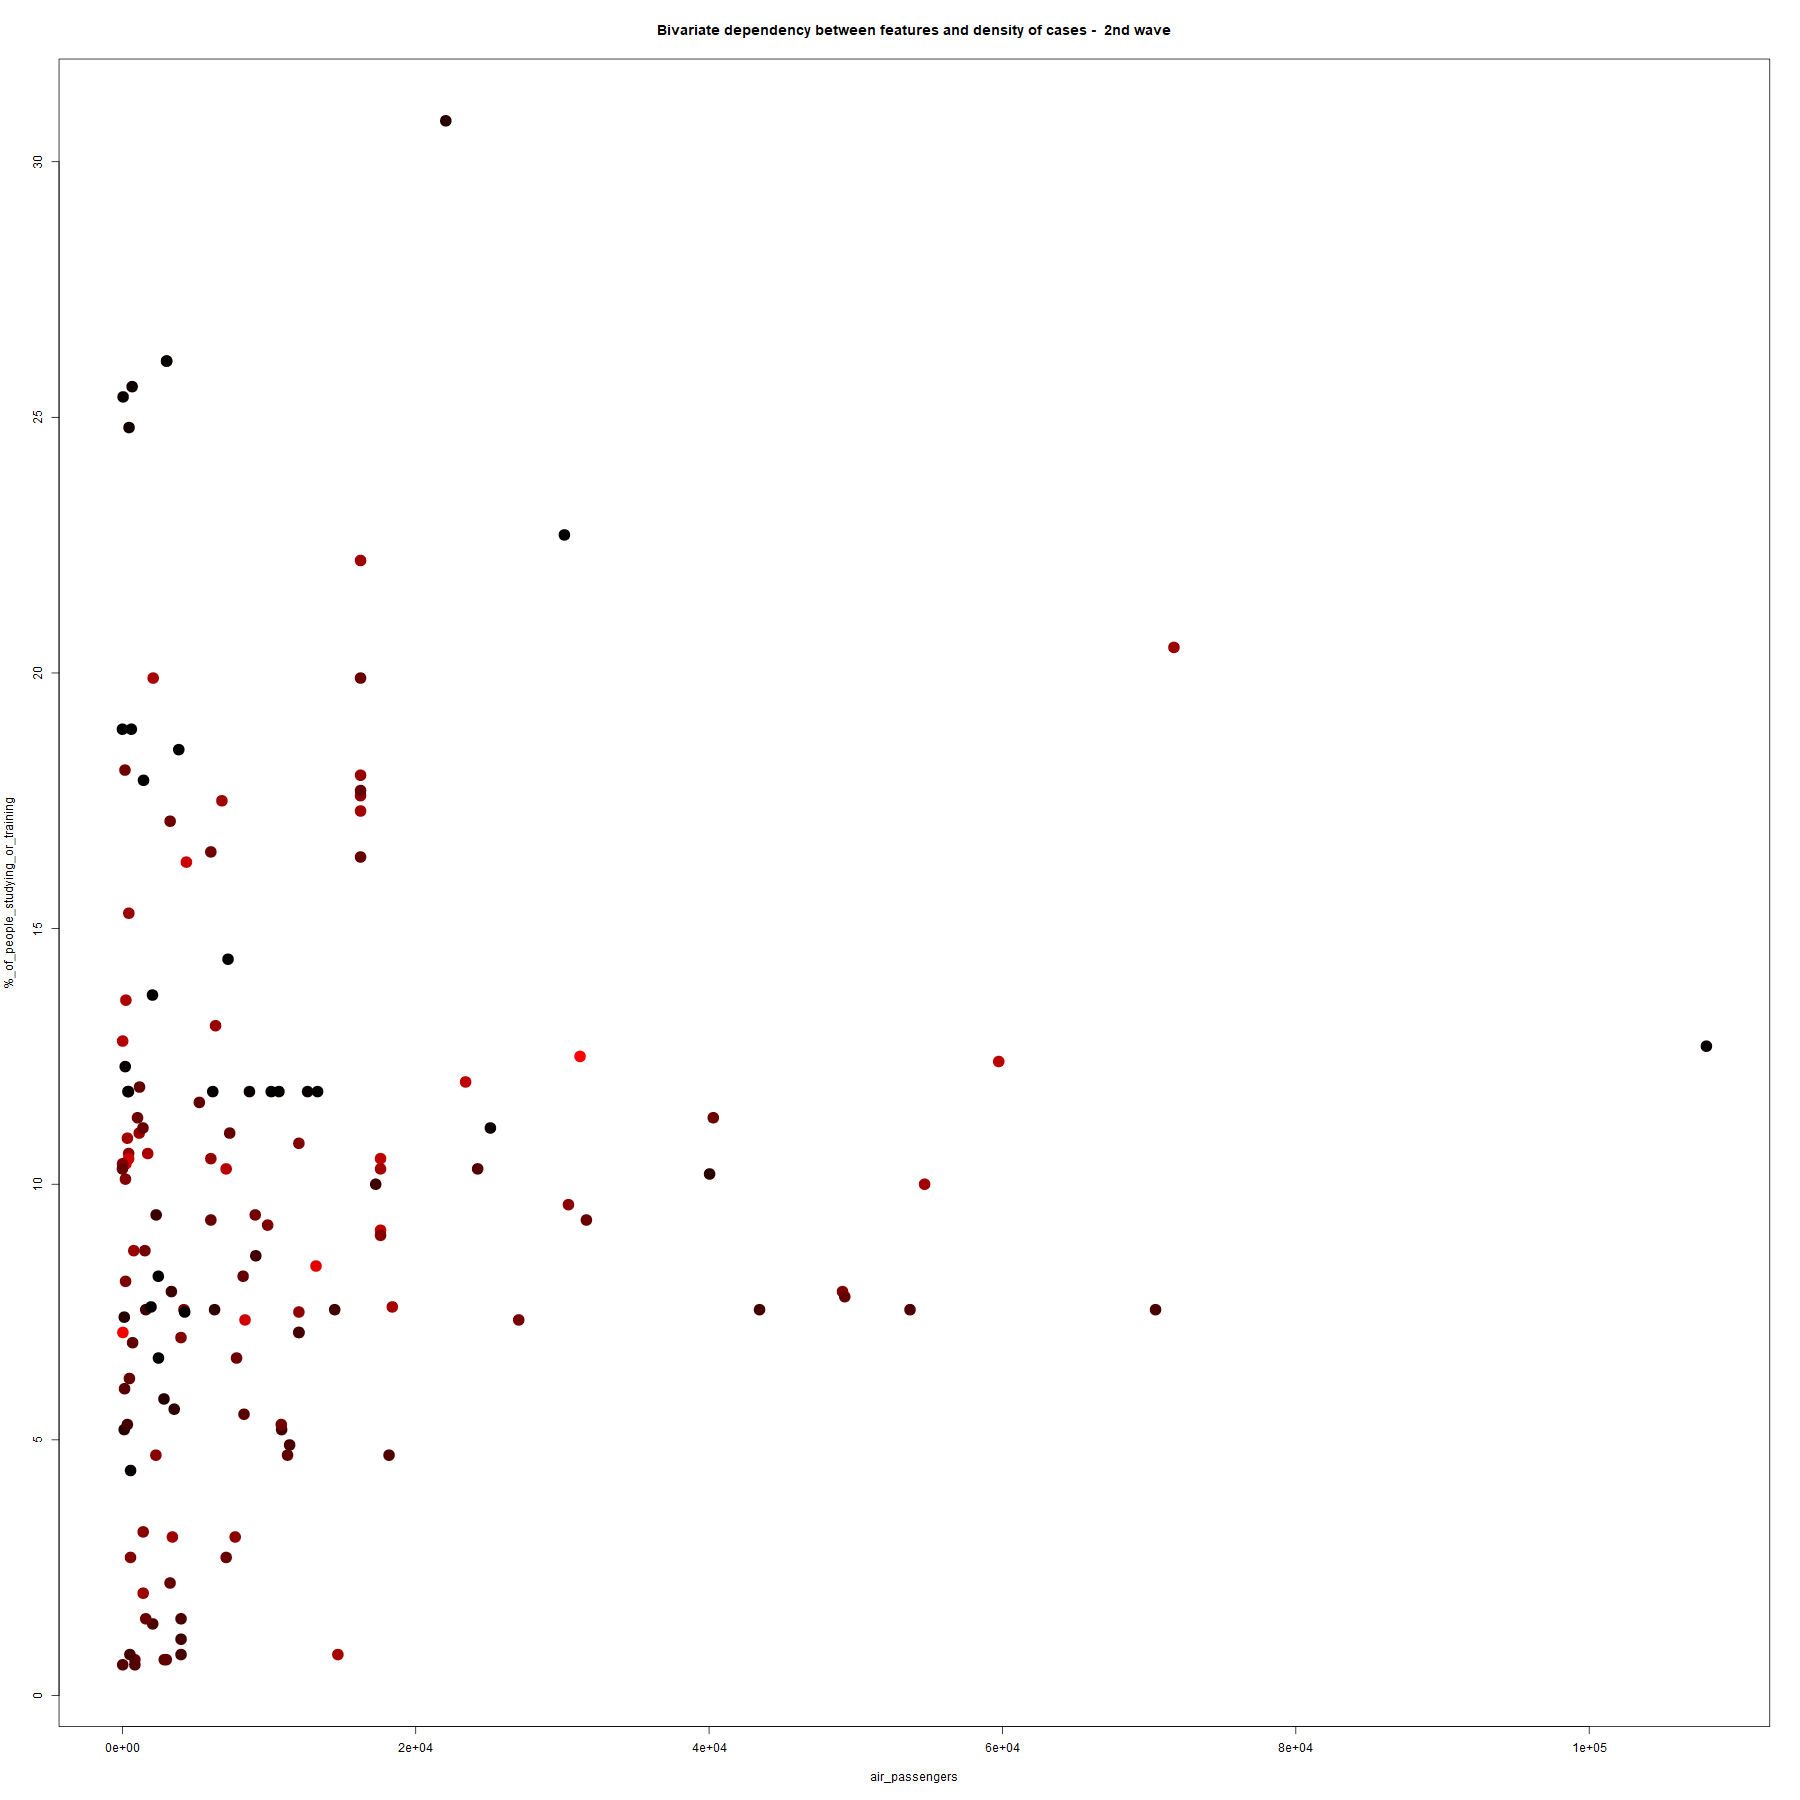 Bivariate dependency between features and density of cases -  2nd wave
%_of_people_studying_or_training
30
25
20
15
10
5
0
0e+00 2e+04 4e+04 6e+04 8e+04 1e+05
air_passengers